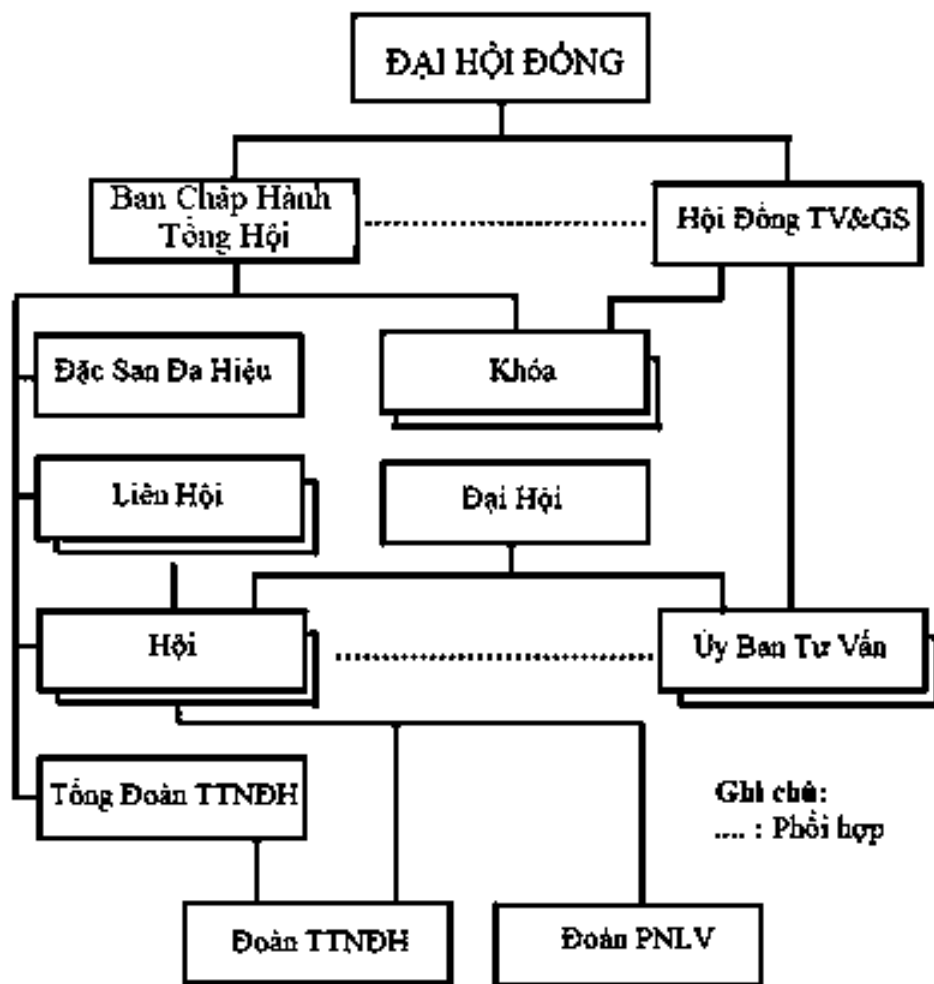 ĐẠI HỘI ĐỒNG
Ban Chấp Hành
Tổng Hội
Hội Đồng TV&GS
Đặc San Đa Hiệu
Khóa
Liên Hội
Đại Hội
Hội
Ủy Ban Tư Vấn
Tổng Đoàn TTNĐH
Ghi chú:
.... : Phối hợp
Đoàn TTNĐH
Đoàn PNLV